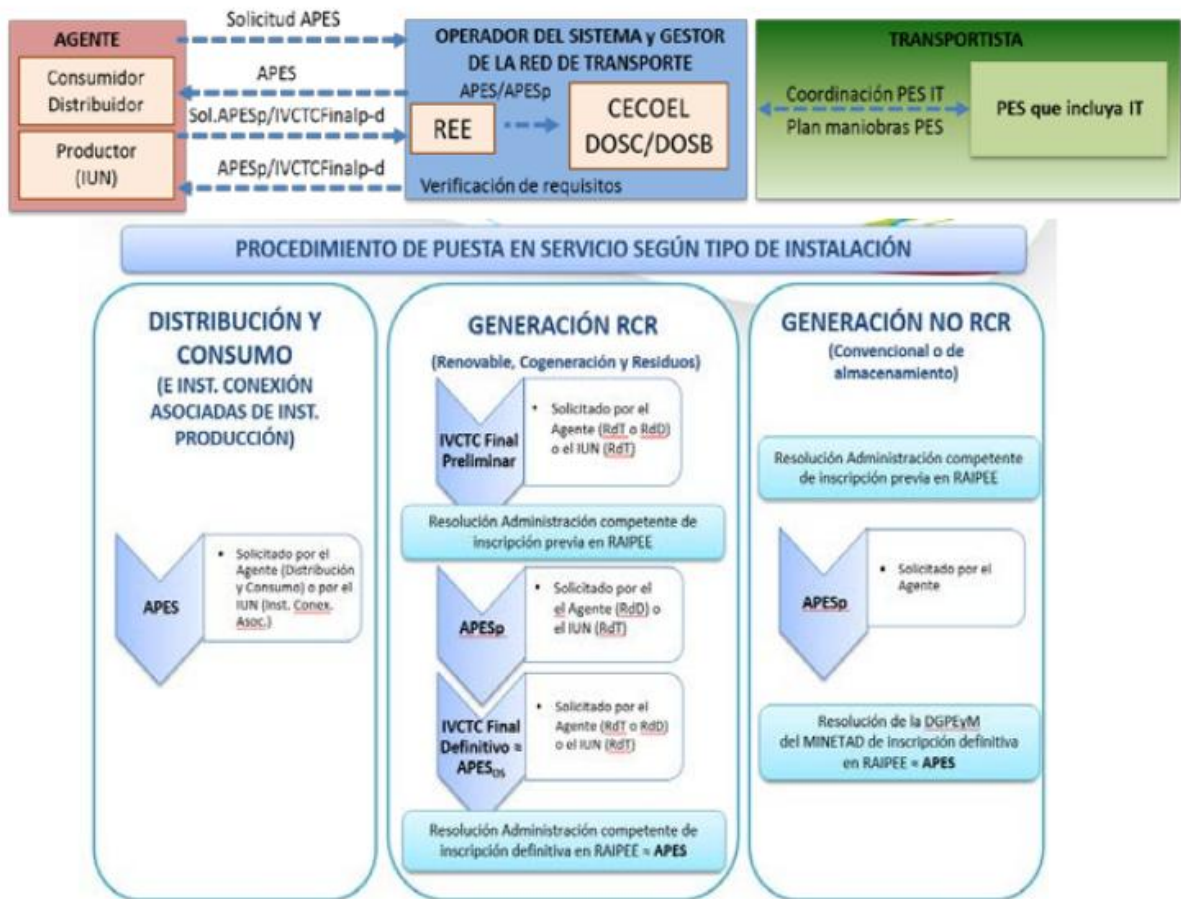 AGENTE
Consumidor
Distribuidor
Productor
(IUN)
Solicitud APES
APES
Sol.APESp/IVCTCFinalp-d
APESp/IVCTCFinalp-d
OPERADOR DEL SISTEMA y GESTOR
DE LA RED DE TRANSPORTE
APES/APESp
REE
CECOEL
DOSC/DOSB
Verificación de requisitos
TRANSPORTISTA
Coordinación PES IT
Plan maniobras PES
PES que incluya IT
PROCEDIMIENTO DE PUESTA EN SERVICIO SEGÚN TIPO DE INSTALACIÓN
DISTRIBUCIÓN Y
CONSUMO
(E INST. CONEXIÓN
ASOCIADAS DE INST.
PRODUCCIÓN)
APES
• Solicitado por el
Agente (Distribución
y Consumo) o por el
IUN (Inst. Conex.
Asoc.)
GENERACIÓN RCR
(Renovable, Cogeneración y Residuos)
IVCTC Final
Preliminar
• Solicitado por el
Agente (RdT o RdD)
o el IUN (RdT)
Resolución Administración competente de
inscripción previa en RAIPEE
APESp
• Solicitado por el
el Agente (RdD) o
el IUN (RdT)
IVCTC Final
Definitivo =
APESOS
• Solicitado por el
Agente (RdT o RdD)
o el IUN (RdT)
Resolución Administración competente de
inscripción definitiva en RAIPEE = APES
GENERACIÓN NO RCR
(Convencional o de
almacenamiento)
Resolución Administración competente
de inscripción previa en RAIPEE
APESp
• Solicitado por el
Agente
Resolución de la DGPEyM
del MINETAD de inscripción definitiva
en RAIPEE = APES